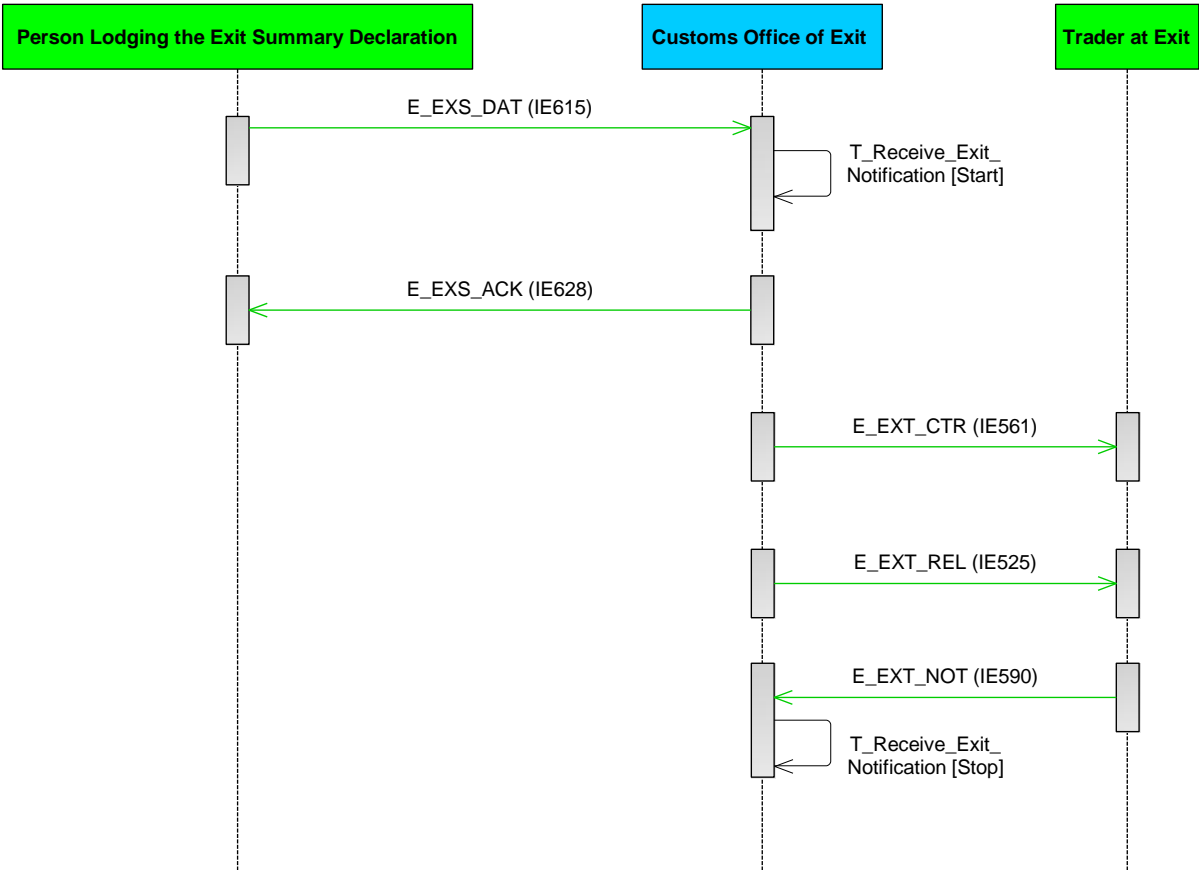 Person Lodging the Exit Summary Declaration
Customs Office of Exit
Trader at Exit
E_EXS_DAT (IE615)
T_Receive_Exit_
Notification [Start]
E_EXS_ACK (IE628)
E_EXT_CTR (IE561)
E_EXT_REL (IE525)
E_EXT_NOT (IE590)
T_Receive_Exit_
Notification [Stop]